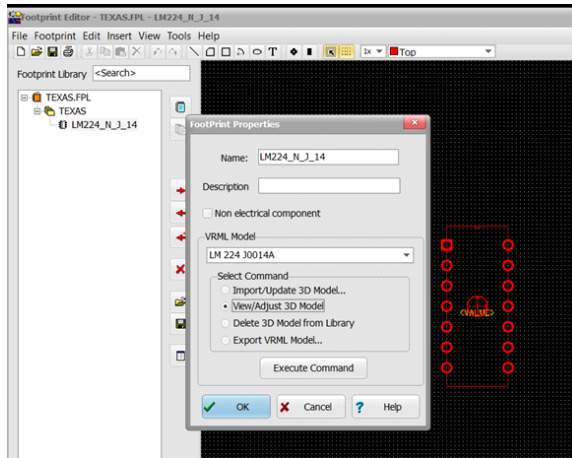 Footprint Editor - TEXAS.FPL - LM224_N_J_14
File Footprint Edit Insert View Tools Help
T 1x Top
Footprint Library <Search>
TEXAS.FPL
TEXAS
LM224_N_J_14
FootPrint Properties
Name: LM224_N_J_14
Description
Non electrical component
VRML Model
LM 224 J0014A
Select Command
Import/Update 3D Model...
View/Adjust 3D Model
Delete 3D Model from Library
Export VRML Model...
Execute Command
OK Cancel ? Help
<VALUE>